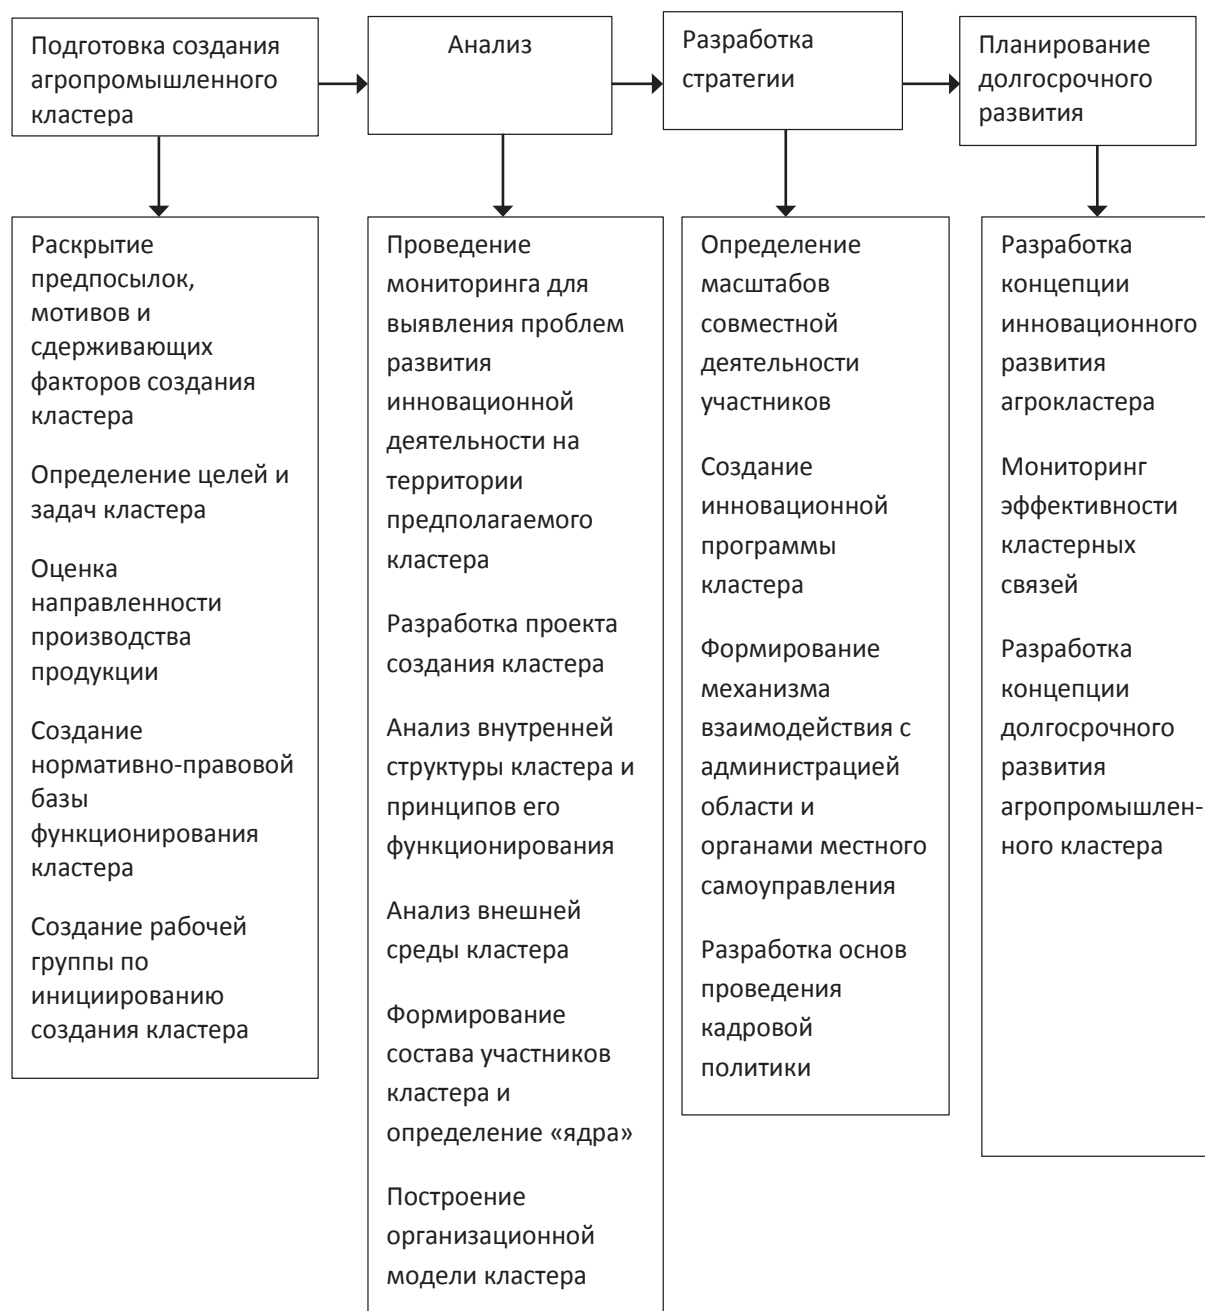 Подготовка создания
агропромышленного
кластера
Анализ
Разработка
стратегии
Планирование
долгосрочного
развития
Раскрытие
предпосылок,
мотивов и
сдерживающих
факторов создания
кластера
Определение целей и
задач кластера
Оценка
направленности
производства
продукции
Создание
нормативно-правовой
базы
функционирования
кластера
Создание рабочей
группы по
инициированию
создания кластера
Проведение
мониторинга для
выявления проблем
развития
инновационной
деятельности на
территории
предполагаемого
кластера
Разработка проекта
создания кластера
Анализ внутренней
структуры кластера и
принципов его
функционирования
Анализ внешней
среды кластера
Формирование
состава участников
кластера и
определение «ядра»
Построение
организационной
модели кластера
Определение
масштабов
совместной
деятельности
участников
Создание
инновационной
программы
кластера
Формирование
механизма
взаимодействия с
администрацией
области и
органами местного
самоуправления
Разработка основ
проведения
кадровой
политики
Разработка
концепции
инновационного
развития
агрокластера
Мониторинг
эффективности
кластерных
связей
Разработка
концепции
долгосрочного
развития
агропромышлен-
ного кластера